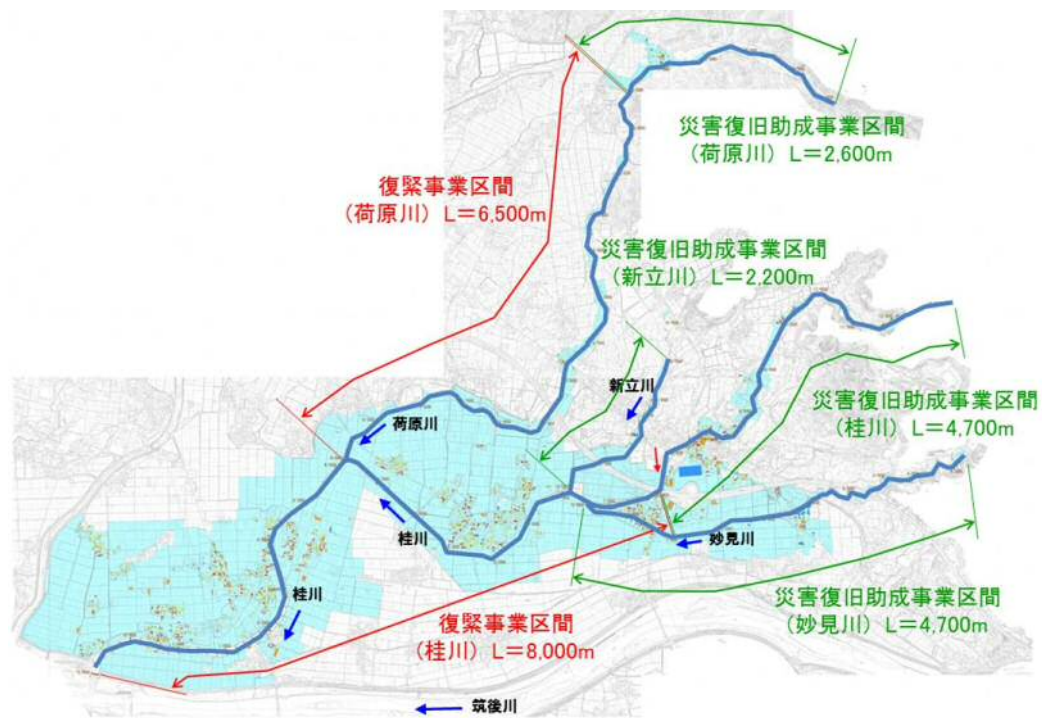 災害復旧助成事業区間
(荷原川) L=2,600m
復緊事業区間
(荷原川) L=6,500m
災害復旧助成事業区間
(新立川) L=2,200m
新立川
荷原川
災害復旧助成事業区間
(桂川) L=4,700m
桂川
妙見川
桂川
災害復旧助成事業区間
(妙見川) L=4,700m
復緊事業区間
(桂川) L=8,000m
筑後川